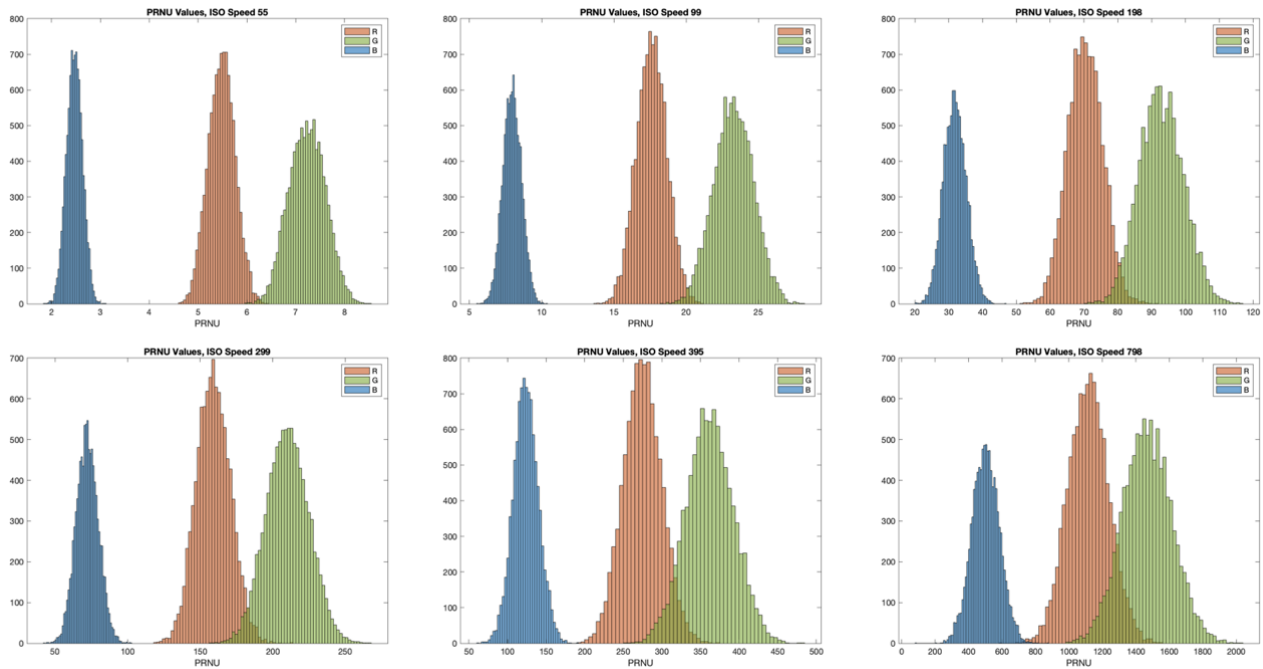 PRNU Values, ISO Speed 55
R
G
B
800
700
600
500
400
300
200
100
0
2 3 4 5 6 7 8
PRNU
PRNU Values, ISO Speed 99
R
G
B
800
700
600
500
400
300
200
100
0
5 10 15 20 25
PRNU
PRNU Values, ISO Speed 198
R
G
B
800
700
600
500
400
300
200
100
0
20 30 40 50 60 70 80 90 100 110 120
PRNU
PRNU Values, ISO Speed 299
R
G
B
700
600
500
400
300
200
100
0
50 100 150 200 250
PRNU
PRNU Values, ISO Speed 395
R
G
B
800
700
600
500
400
300
200
100
0
50 100 150 200 250 300 350 400 450 500
PRNU
PRNU Values, ISO Speed 798
R
G
B
700
600
500
400
300
200
100
0
0 200 400 600 800 1000 1200 1400 1600 1800 2000
PRNU